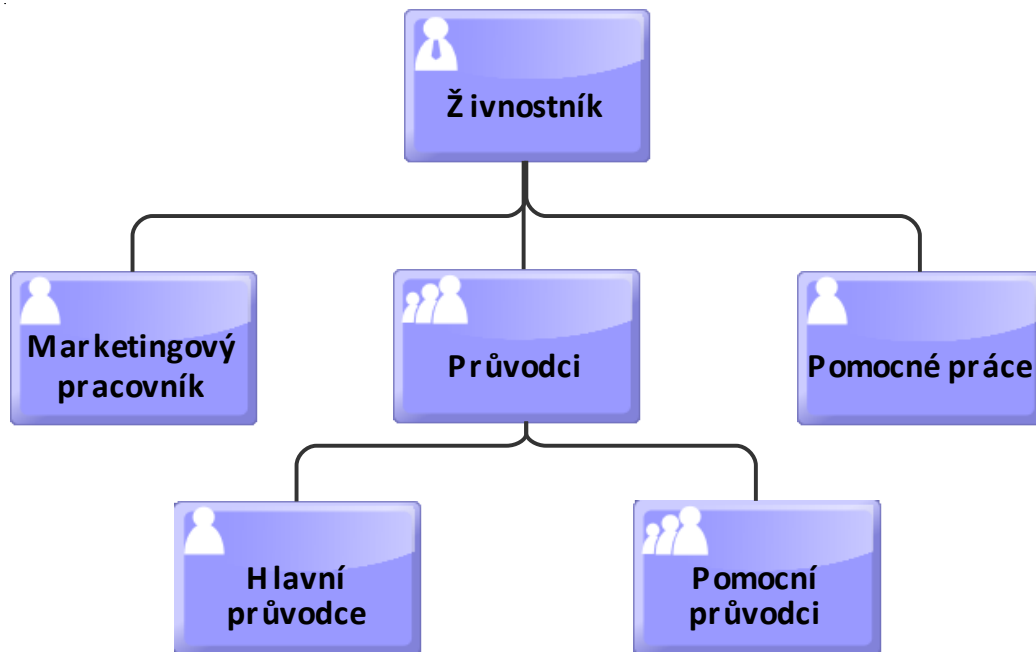 Živnostník
Marketingový
pracovník
Průvodci
Pomocné práce
Hlavní
průvodce
Pomocní
průvodci